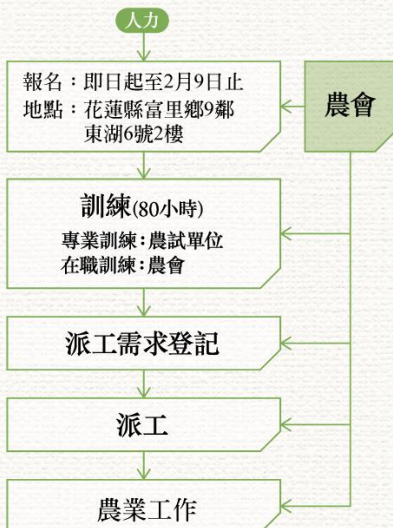 人力
報名：即日起至2月9日止
地點：花蓮縣富里鄉9鄰
東湖6號2樓
農會
訓練(80小時)
專業訓練：農試單位
在職訓練：農會
派工需求登記
派工
農業工作